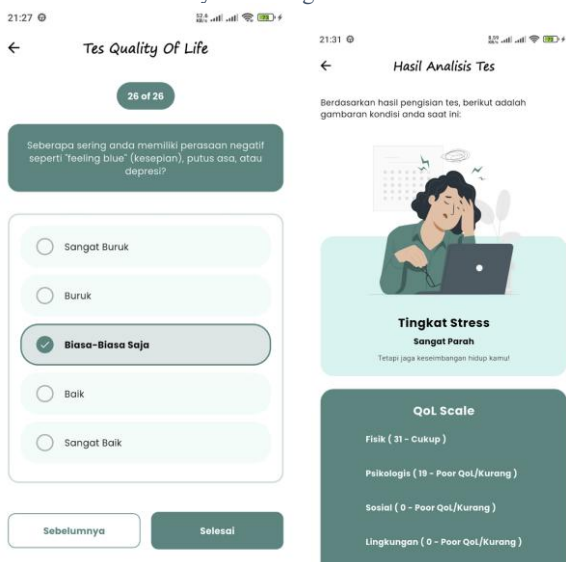 21:27
Tes Quality Of Life
26 of 26
Seberapa sering anda memiliki perasaan negatif
seperti "feeling blue" (kesepian), putus asa, atau
depresi?
Sangat Buruk
Buruk
Biasa-Biasa Saja
Baik
Sangat Baik
Sebelumnya
Selesai
21:31
Hasil Analisis Tes
Berdasarkan hasil pengisian tes, berikut adalah
gambaran kondisi anda saat ini:
Tingkat Stress
Sangat Parah
Tetapi jaga keseimbangan hidup kamu!
QoL Scale
Fisik ( 31 - Cukup )
Psikologis ( 19 - Poor QoL/Kurang )
Sosial ( 0 - Poor QoL/Kurang )
Lingkungan ( 0 - Poor QoL/Kurang )